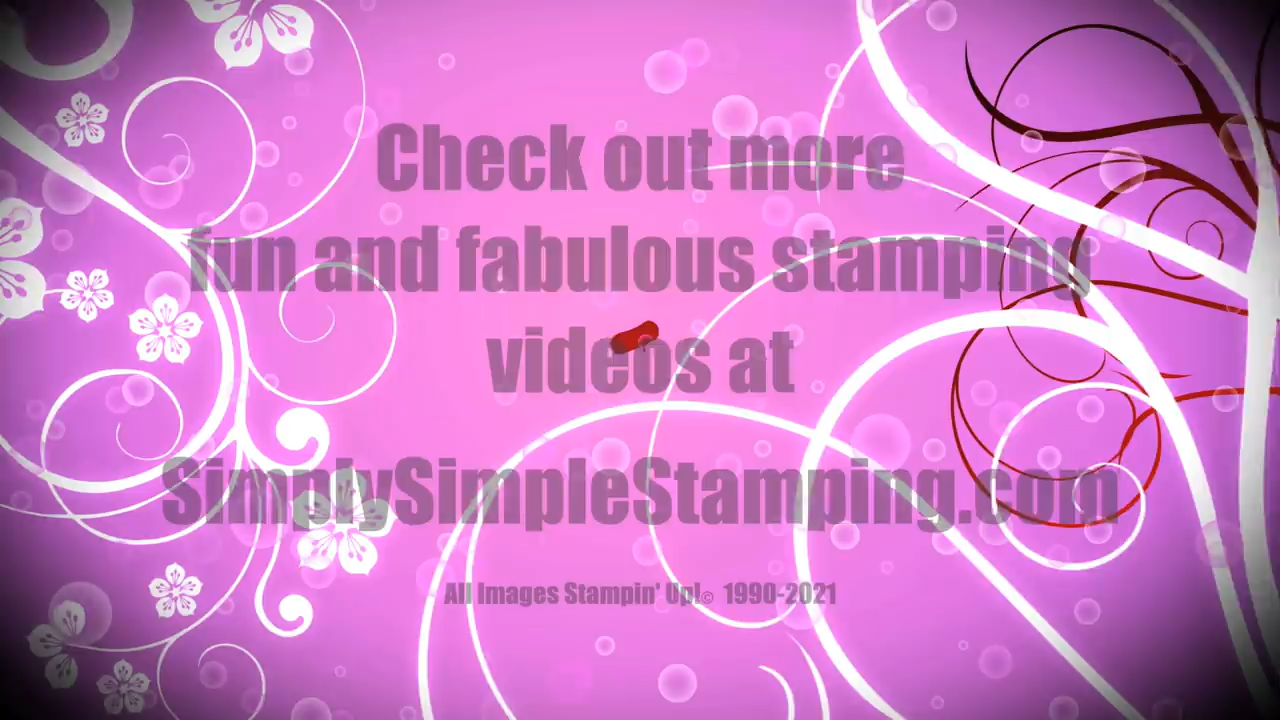 Check out more
fun and fabulous stamping
videos at
SimplySimpleStamping.com
All Images Stampin' Up!© 1990-2021